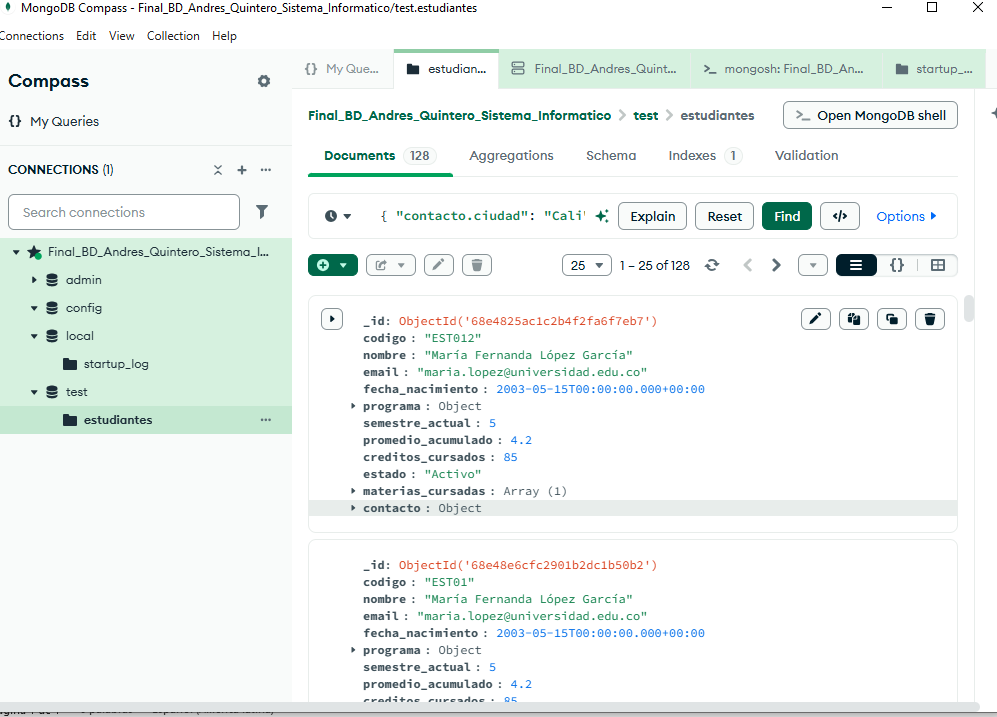 MongoDB Compass - Final_BD_Andres_Quintero_Sistema_Informatico/test.estudiantes
Connections Edit View Collection Help
Compass
{} My Que...
estudian...
Final_BD_Andres_Quint...
>_ mongosh: Final_BD_An...
startup_...
{} My Queries
CONNECTIONS (1)
Search connections
Final_BD_Andres_Quintero_Sistema_I...
admin
config
local
startup_log
test
estudiantes
Final_BD_Andres_Quintero_Sistema_Informatico > test > estudiantes
>_ Open MongoDB shell
Documents 128 Aggregations Schema Indexes 1 Validation
{ "contacto.ciudad": "Cali'
Explain Reset Find </> Options
25 1 – 25 of 128 {}
_id: ObjectId('68e4825ac1c2b4f2fa6f7eb7')
codigo : "EST012"
nombre : "María Fernanda López García"
email : "maria.lopez@universidad.edu.co"
fecha_nacimiento : 2003-05-15T00:00:00.000+00:00
programa : Object
semestre_actual : 5
promedio_acumulado : 4.2
creditos_cursados : 85
estado : "Activo"
materias_cursadas : Array (1)
contacto : Object
_id: ObjectId('68e48e6cfc2901b2dc1b50b2')
codigo : "EST01"
nombre : "María Fernanda López García"
email : "maria.lopez@universidad.edu.co"
fecha_nacimiento : 2003-05-15T00:00:00.000+00:00
programa : Object
semestre_actual : 5
promedio_acumulado : 4.2
creditos_cursados : 85